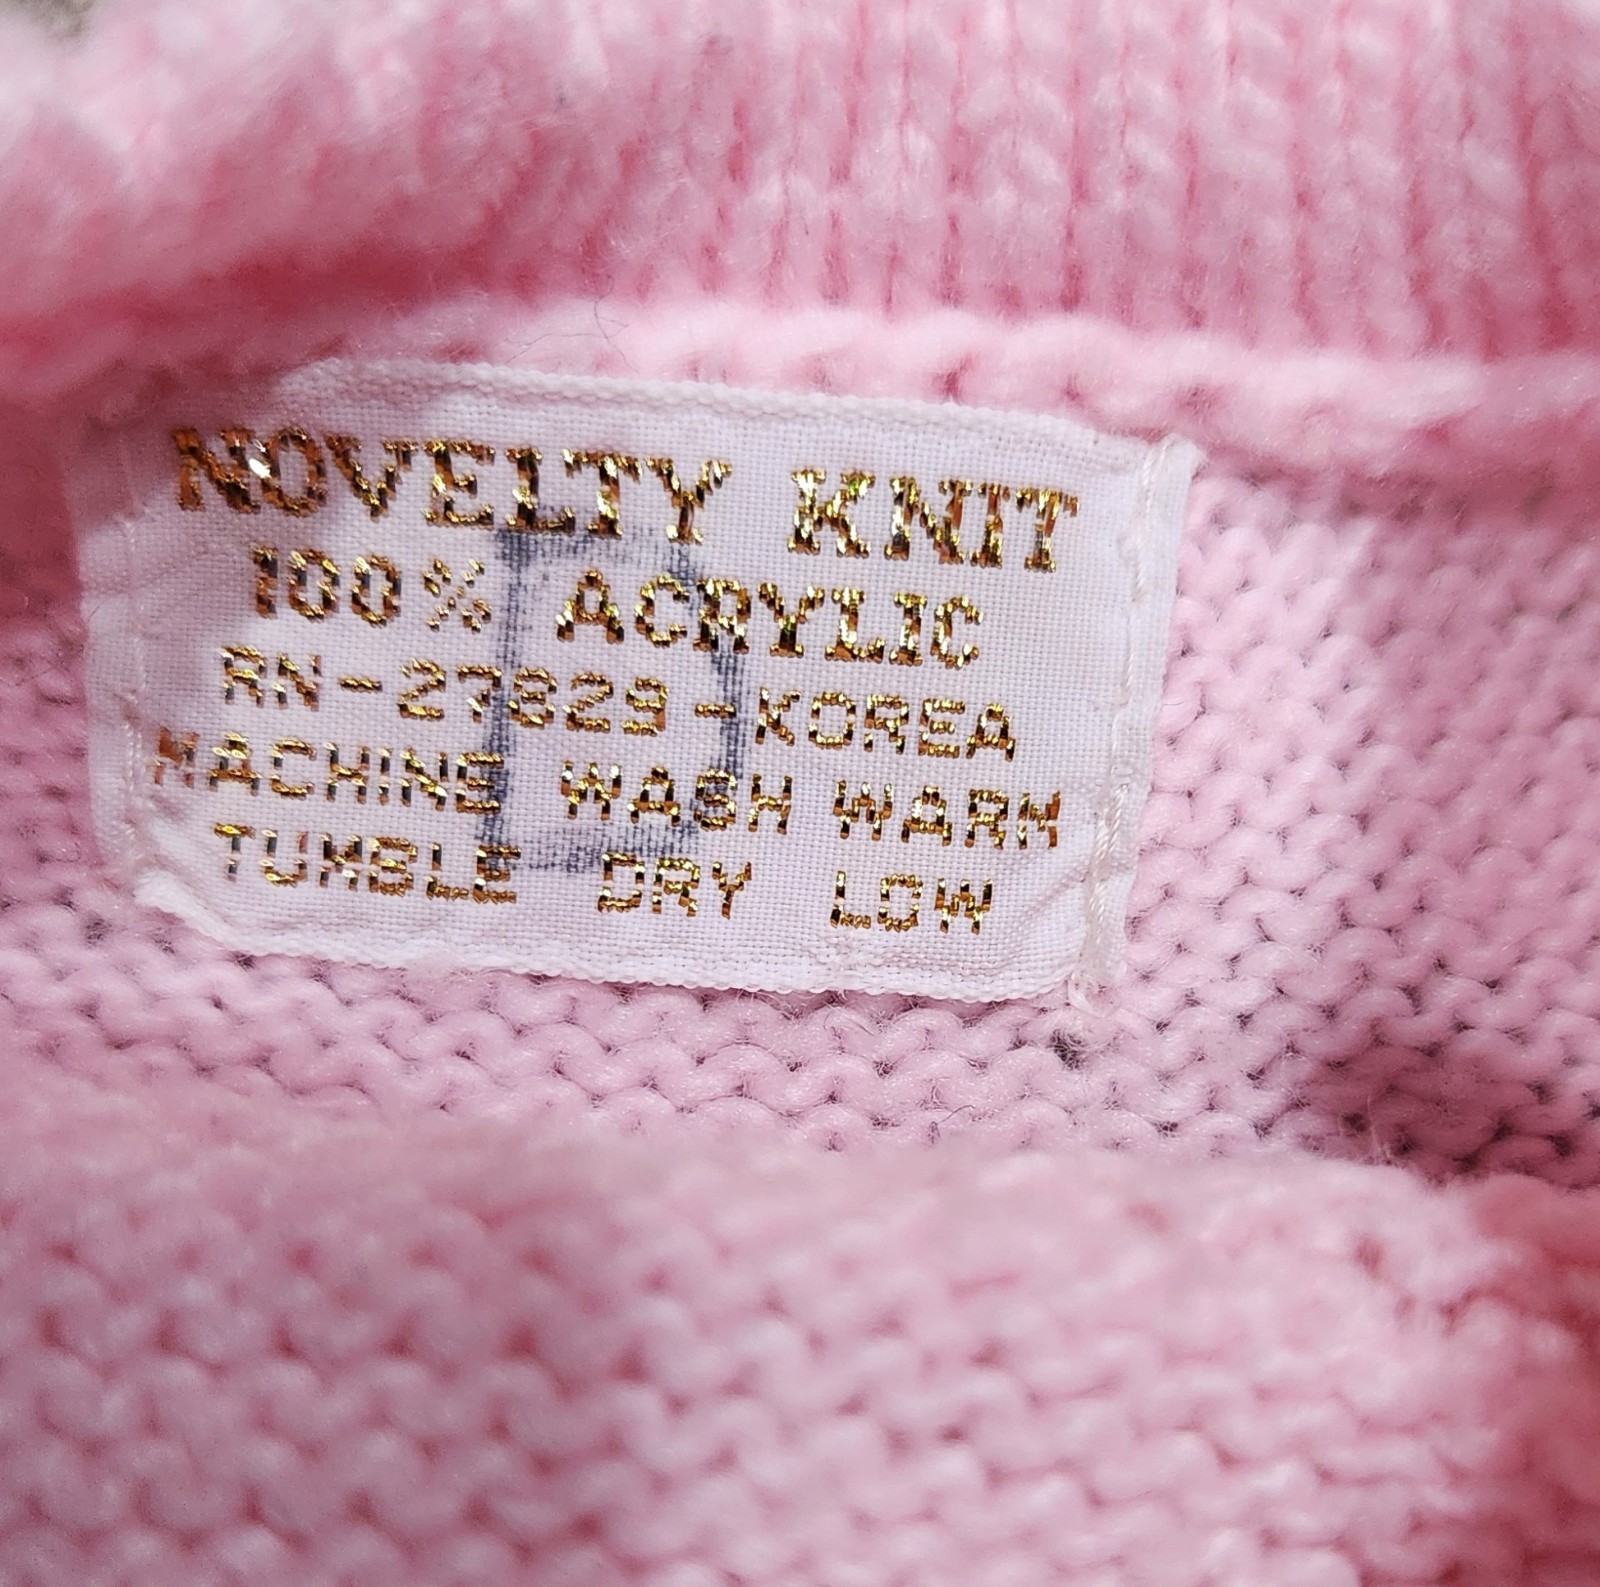 NOVELTY KNIT
100% ACRYLIC
RN-27829-KOREA
MACHINE WASH WARM
TUMBLE DRY LOW